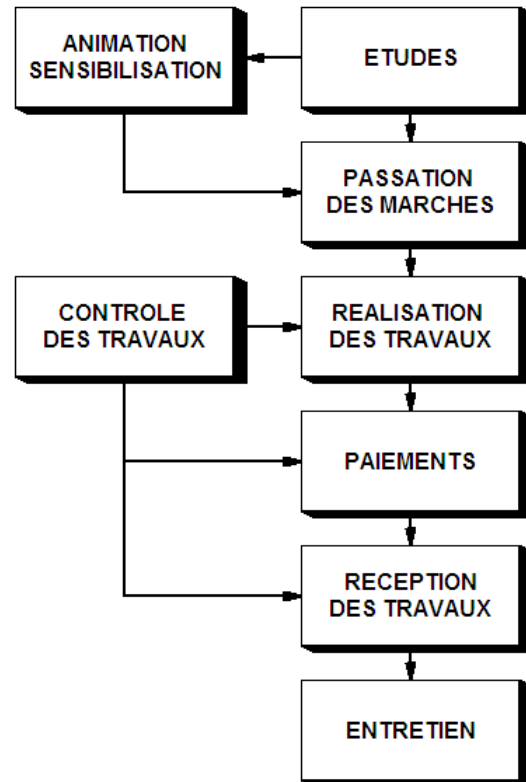 ANIMATION
SENSIBILISATION
ETUDES
PASSATION
DES MARCHES
CONTROLE
DES TRAVAUX
REALISATION
DES TRAVAUX
PAIEMENTS
RECEPTION
DES TRAVAUX
ENTRETIEN